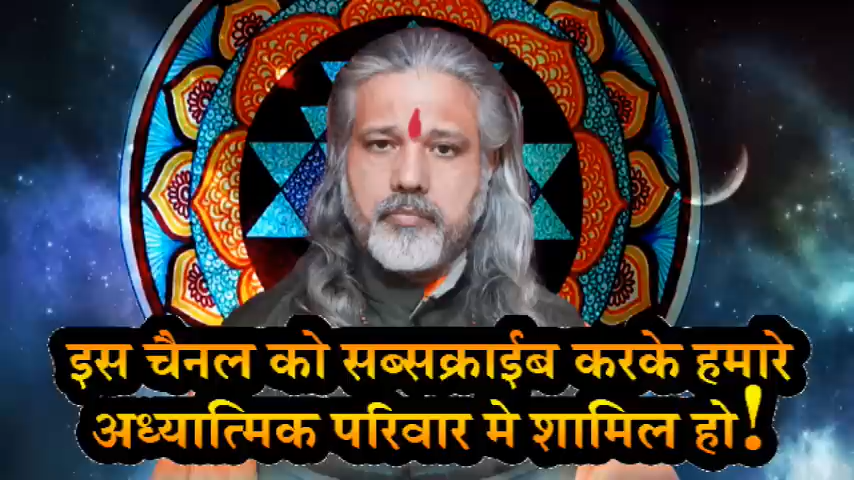 इस चैनल को सब्सक्राईब करके हमारे
अध्यात्मिक परिवार मे शामिल हो!